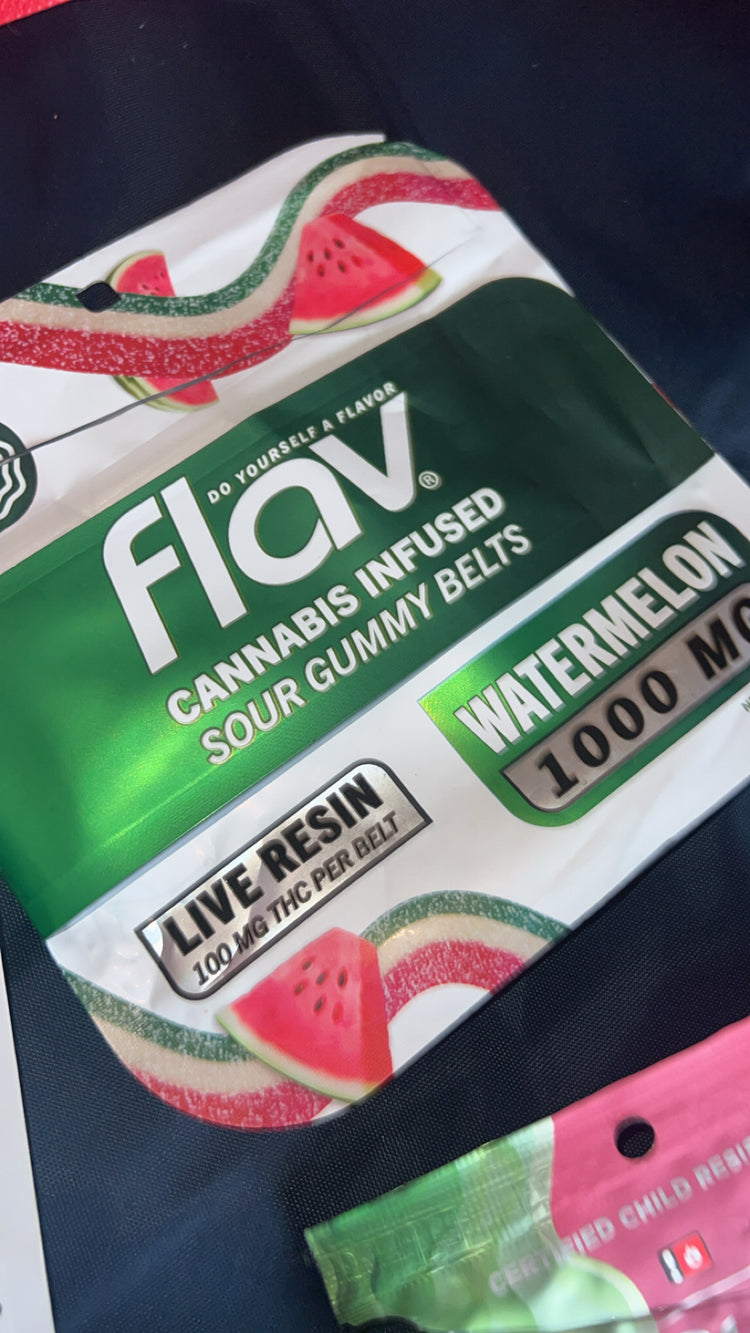 DO YOURSELF A FLAVOR
flav®
CANNABIS INFUSED
SOUR GUMMY BELTS
WATERMELON
1000 MG
LIVE RESIN
100 MG THC PER BELT
CERTIFIED CHILD